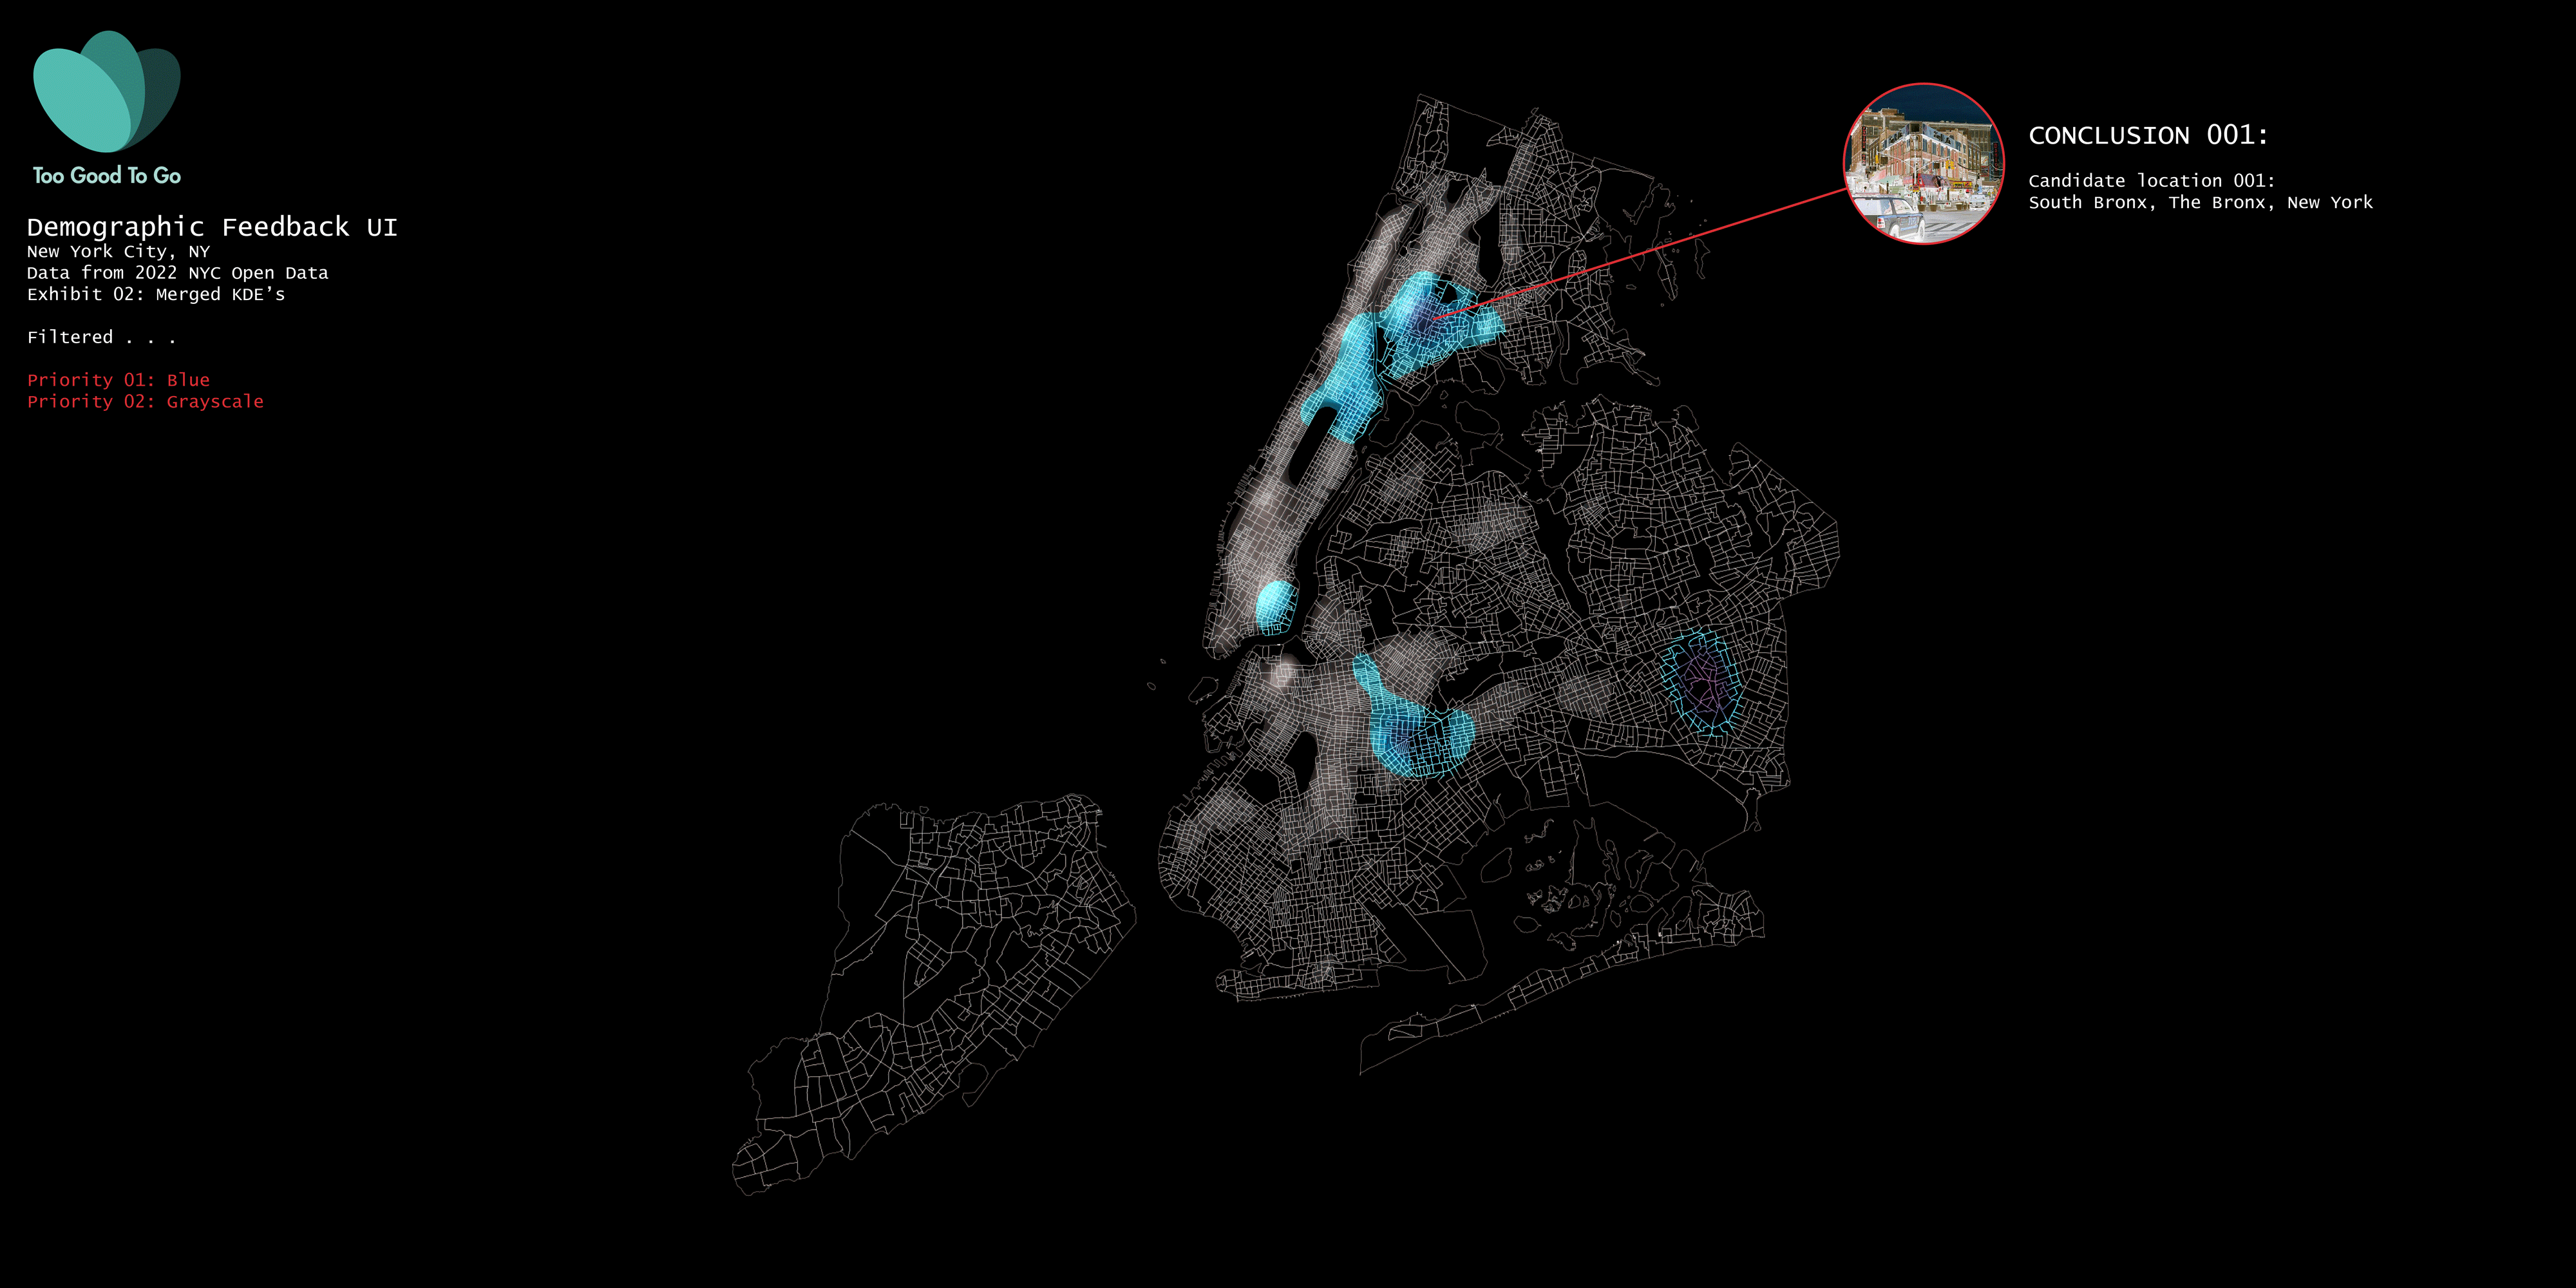 Too Good To Go
Demographic Feedback UI
New York City, NY
Data from 2022 NYC Open Data
Exhibit 02: Merged KDE's
Filtered . . .
Priority 01: Blue
Priority 02: Grayscale
CONCLUSION 001:
Candidate location 001:
South Bronx, The Bronx, New York